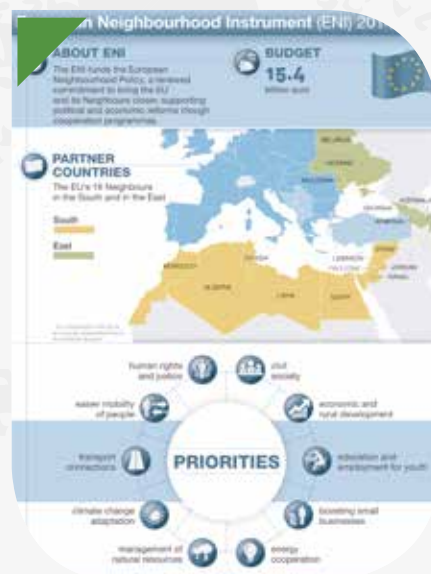 European Neighbourhood Instrument (ENI) 201
ABOUT ENI
The ENI funds the European
Neighbourhood Policy, a renewed
commitment to bring the EU
and its Neighbours closer, supporting
political and economic reforms though
cooperation programmes.
BUDGET
15.4
billion euro
PARTNER
COUNTRIES
The EU's 16 Neighbours
in the South and in the East
South
East
BELARUS
UKRAINE
MOLDOVA
GEORGIA
ARMENIA
MOROCCO
ALGERIA
TUNISIA
LIBYA
EGYPT
LEBANON
SYRIA
JORDAN
ISRAEL
human rights
and justice
civil
society
easier mobility
of people
economic and
rural development
transport
connections
PRIORITIES
education and
employment for youth
climate change
adaptation
boosting small
businesses
management of
natural resources
energy
cooperation